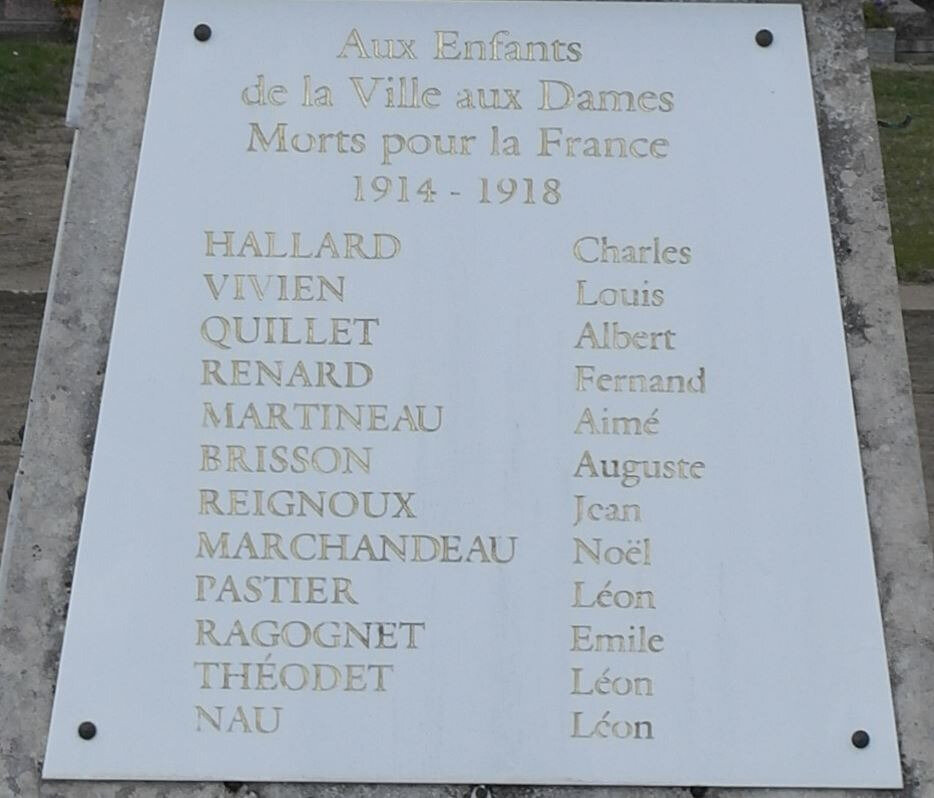 Aux Enfants
de la Ville aux Dames
Morts pour la France
1914 - 1918
HALLARD Charles
VIVIEN Louis
QUILLET Albert
RENARD Fernand
MARTINEAU Aimé
BRISSON Auguste
REIGNOUX Jean
MARCHANDEAU Noël
PASTIER Léon
RAGOGNET Emile
THÉODET Léon
NAU Léon